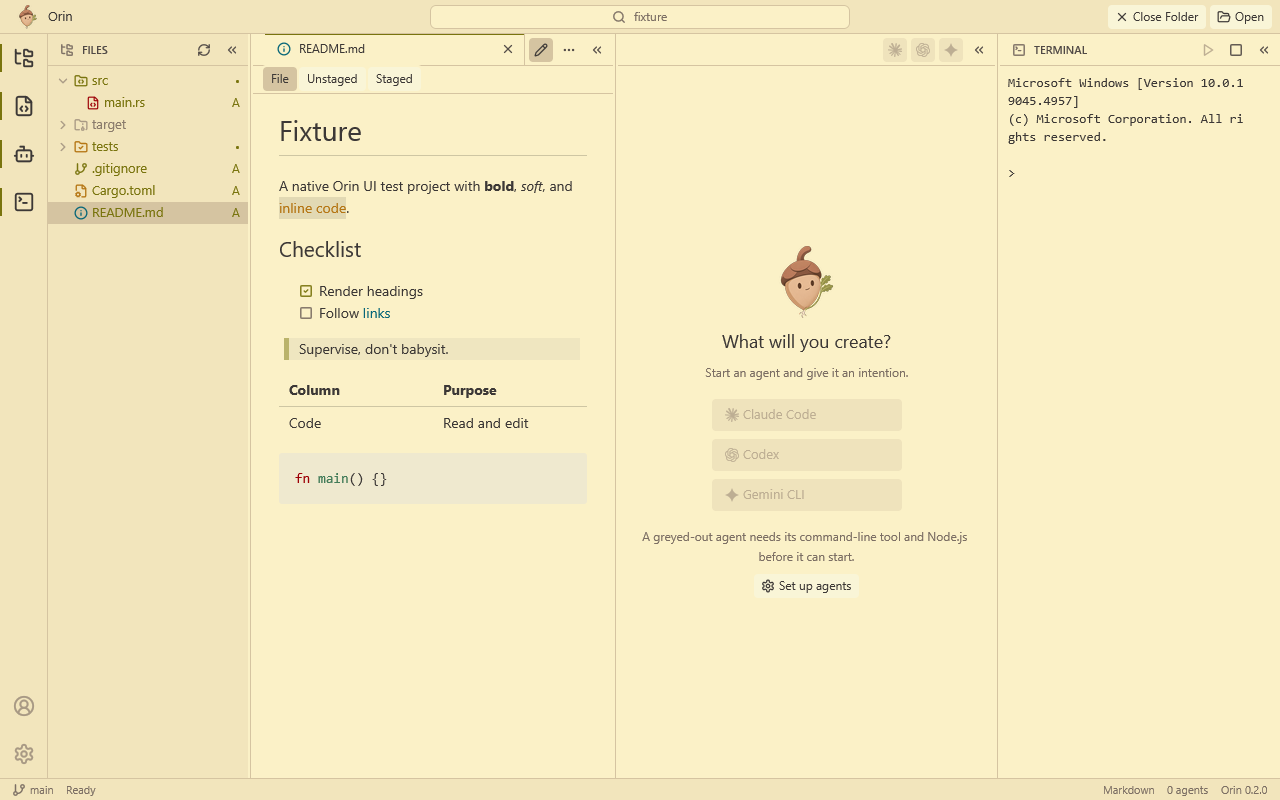 Orin
fixture
Close Folder
Open
FILES
src
main.rs A
target
tests
.gitignore A
Cargo.toml A
README.md A
README.md
File Unstaged Staged
Fixture
A native Orin UI test project with bold, soft, and
inline code.
Checklist
Render headings
Follow links
Supervise, don't babysit.
Column Purpose
Code Read and edit
fn main() {}
What will you create?
Start an agent and give it an intention.
Claude Code
Codex
Gemini CLI
A greyed-out agent needs its command-line tool and Node.js
before it can start.
Set up agents
TERMINAL
Microsoft Windows [Version 10.0.1
9045.4957]
(c) Microsoft Corporation. All ri
ghts reserved.
>
main Ready
Markdown 0 agents Orin 0.2.0